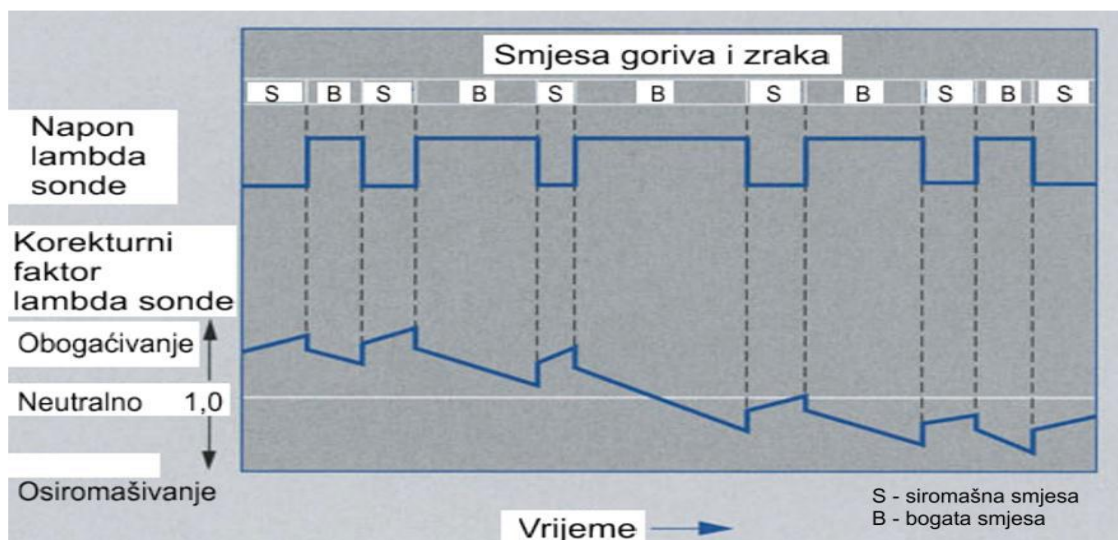 Smjesa goriva i zraka
S B S B S B S B S B S
Napon
lambda
sonde
Korekturni
faktor
lambda sonde
Obogaćivanje
Neutralno 1,0
Osiromašivanje
S - siromašna smjesa
B - bogata smjesa
Vrijeme